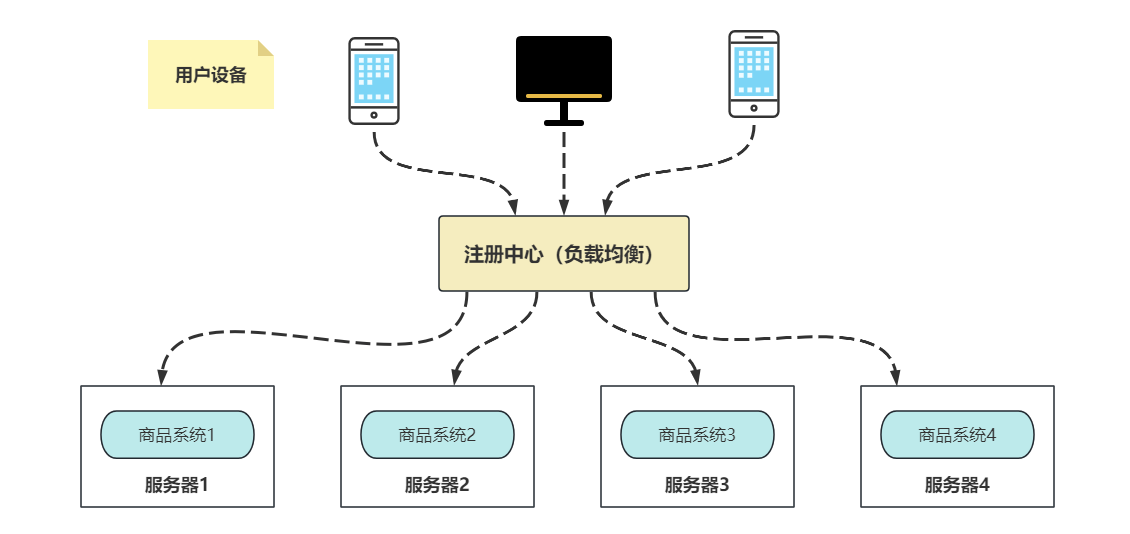 用户设备
注册中心（负载均衡）
商品系统1
商品系统2
商品系统3
商品系统4
服务器1
服务器2
服务器3
服务器4